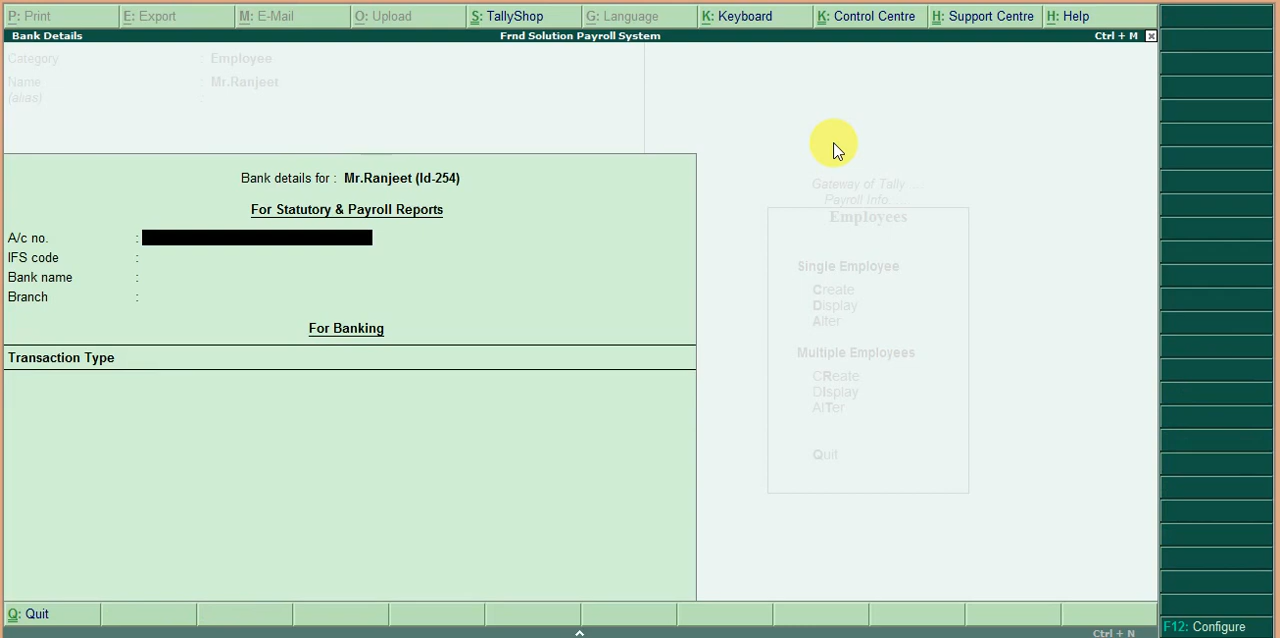 P: Print E: Export M: E-Mail O: Upload S: TallyShop G: Language K: Keyboard K: Control Centre H: Support Centre H: Help
Bank Details Frnd Solution Payroll System Ctrl + M x
Category : Employee
Name : Mr.Ranjeet
(alias) :
Bank details for : Mr.Ranjeet (Id-254)
For Statutory & Payroll Reports
A/c no. :
IFS code :
Bank name :
Branch :
For Banking
Transaction Type
Gateway of Tally ...
Payroll Info. ...
Employees
Single Employee
Create
Display
Alter
Multiple Employees
CReate
DIsplay
AlTer
Quit
Q: Quit
Ctrl + N
F12: Configure